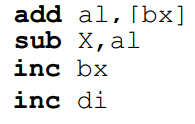 add al,[bx]
sub X,al
inc bx
inc di